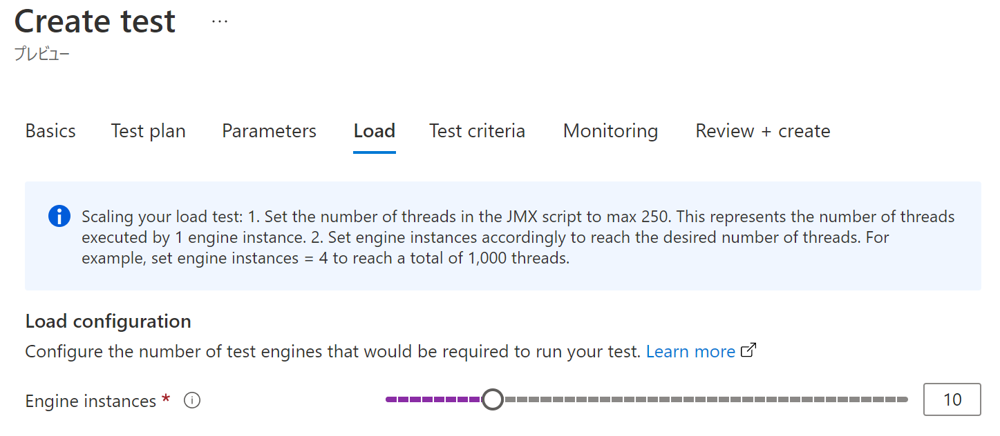 Create test ...
プレビュー
Basics Test plan Parameters Load Test criteria Monitoring Review + create
Scaling your load test: 1. Set the number of threads in the JMX script to max 250. This represents the number of threads
executed by 1 engine instance. 2. Set engine instances accordingly to reach the desired number of threads. For
example, set engine instances = 4 to reach a total of 1,000 threads.
Load configuration
Configure the number of test engines that would be required to run your test. Learn more
Engine instances * 10